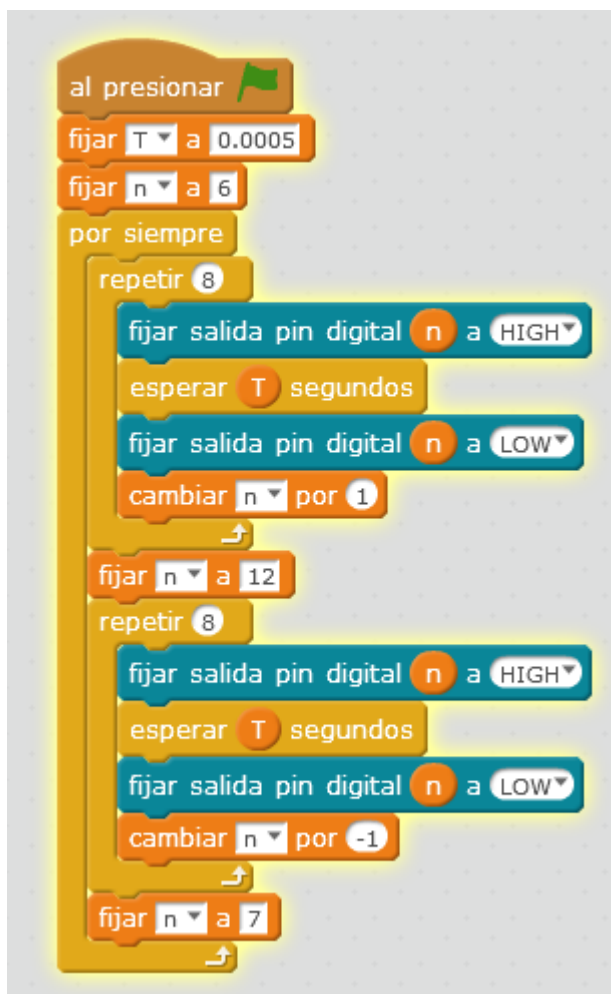 al presionar
fijar T a 0.0005
fijar n a 6
por siempre
repetir 8
fijar salida pin digital n a HIGH
esperar T segundos
fijar salida pin digital n a LOW
cambiar n por 1
fijar n a 12
repetir 8
fijar salida pin digital n a HIGH
esperar T segundos
fijar salida pin digital n a LOW
cambiar n por -1
fijar n a 7